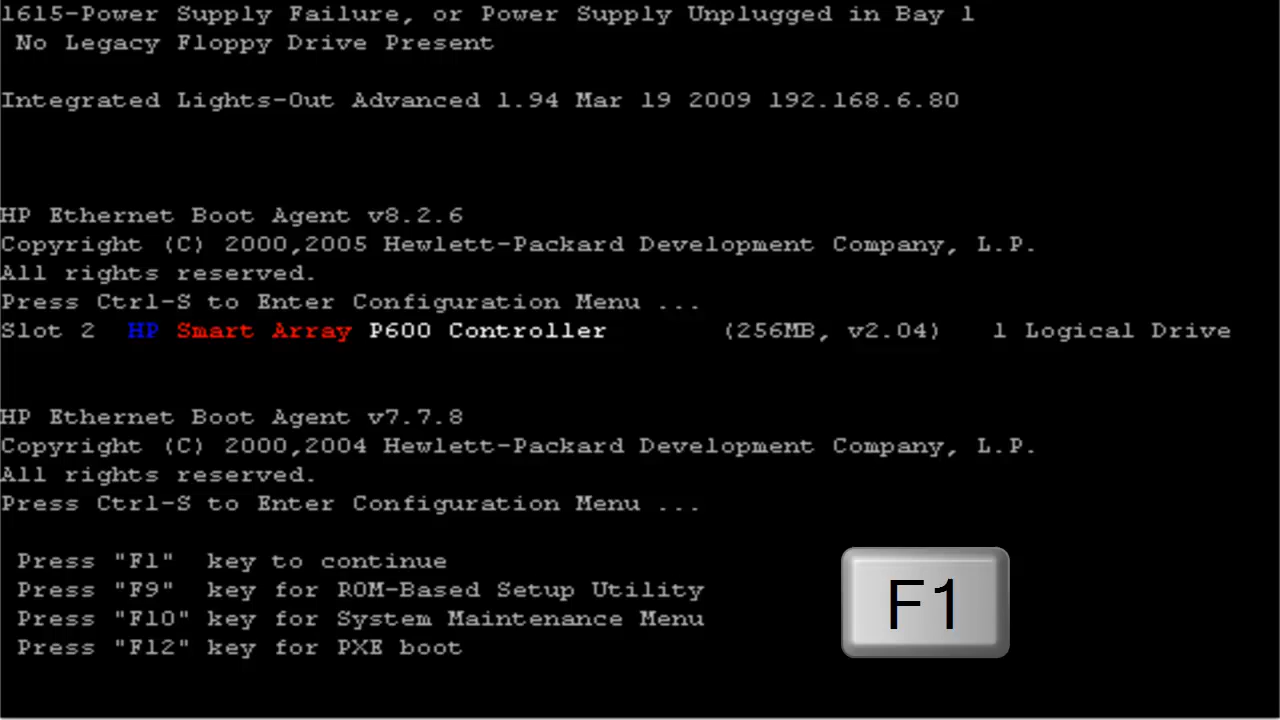 1615-Power Supply Failure, or Power Supply Unplugged in Bay 1
No Legacy Floppy Drive Present
Integrated Lights-Out Advanced 1.94 Mar 19 2009 192.168.6.80
HP Ethernet Boot Agent v8.2.6
Copyright (C) 2000,2005 Hewlett-Packard Development Company, L.P.
All rights reserved.
Press Ctrl-S to Enter Configuration Menu ...
Slot 2 HP Smart Array P600 Controller (256MB, v2.04) 1 Logical Drive
HP Ethernet Boot Agent v7.7.8
Copyright (C) 2000,2004 Hewlett-Packard Development Company, L.P.
All rights reserved.
Press Ctrl-S to Enter Configuration Menu ...
Press "F1" key to continue
Press "F9" key for ROM-Based Setup Utility
Press "F10" key for System Maintenance Menu
Press "F12" key for PXE boot
F1